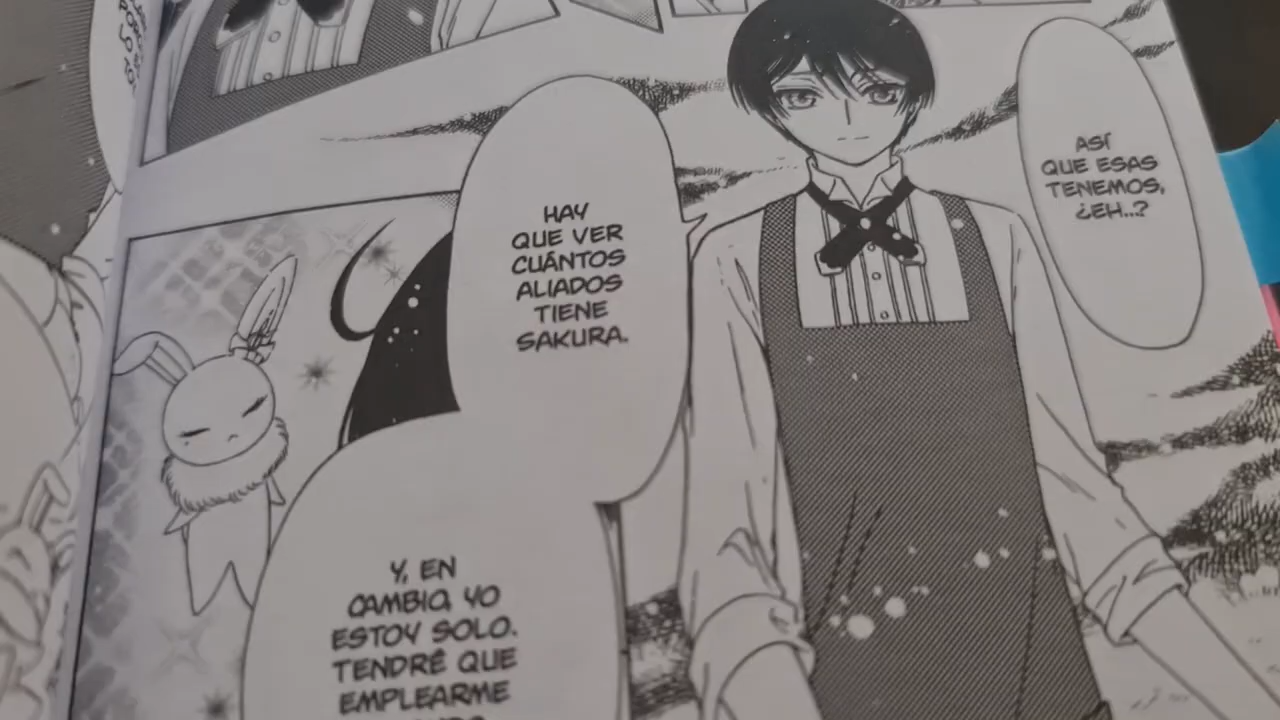 ASÍ
QUE ESAS
TENEMOS,
¿EH...?
HAY
QUE VER
CUÁNTOS
ALIADOS
TIENE
SAKURA.
Y, EN
CAMBIO, YO
ESTOY SOLO.
TENDRÉ QUE
EMPLEARME